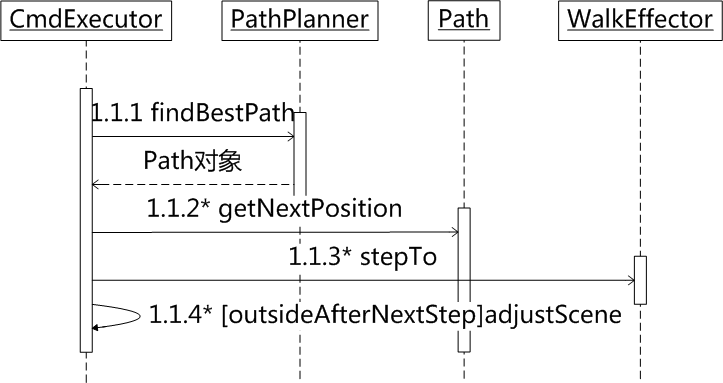 CmdExecutor
PathPlanner
Path
WalkEffector
1.1.1 findBestPath
Path对象
1.1.2* getNextPosition
1.1.3* stepTo
1.1.4* [outsideAfterNextStep]adjustScene